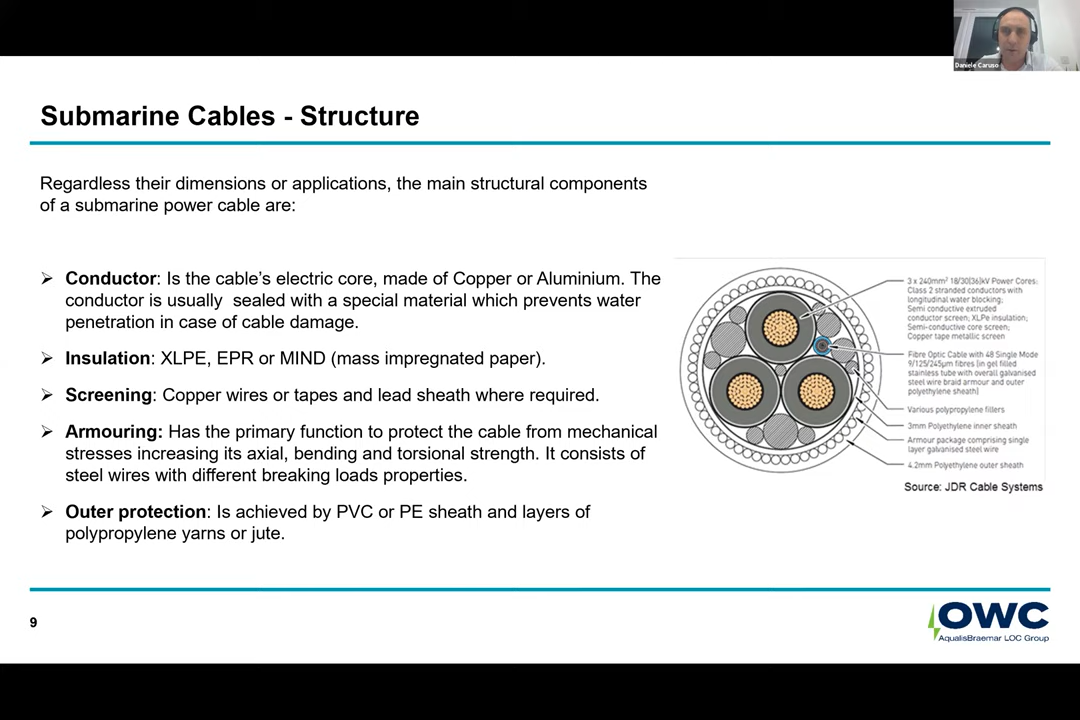 Daniele Caruso
Submarine Cables - Structure
Regardless their dimensions or applications, the main structural components
of a submarine power cable are:
➢ Conductor: Is the cable's electric core, made of Copper or Aluminium. The
conductor is usually sealed with a special material which prevents water
penetration in case of cable damage.
➢ Insulation: XLPE, EPR or MIND (mass impregnated paper).
➢ Screening: Copper wires or tapes and lead sheath where required.
➢ Armouring: Has the primary function to protect the cable from mechanical
stresses increasing its axial, bending and torsional strength. It consists of
steel wires with different breaking loads properties.
➢ Outer protection: Is achieved by PVC or PE sheath and layers of
polypropylene yarns or jute.
3 x 240mm² 18/30(36)kV Power Cores:
Class 2 stranded conductors with
longitudinal water blocking;
Semi conductive extruded
conductor screen; XLPe insulation;
Semi-conductive core screen;
Copper tape metallic screen
Fibre Optic Cable with 48 Single Mode
9/125/245µm fibres (in gel filled
stainless tube with overall galvanised
steel wire braid armour and outer
polyethylene sheath)
Various polypropylene fillers
3mm Polyethylene inner sheath
Armour package comprising single
layer galvanised steel wire
4.2mm Polyethylene outer sheath
Source: JDR Cable Systems
9
OWC
AqualisBraemar LOC Group